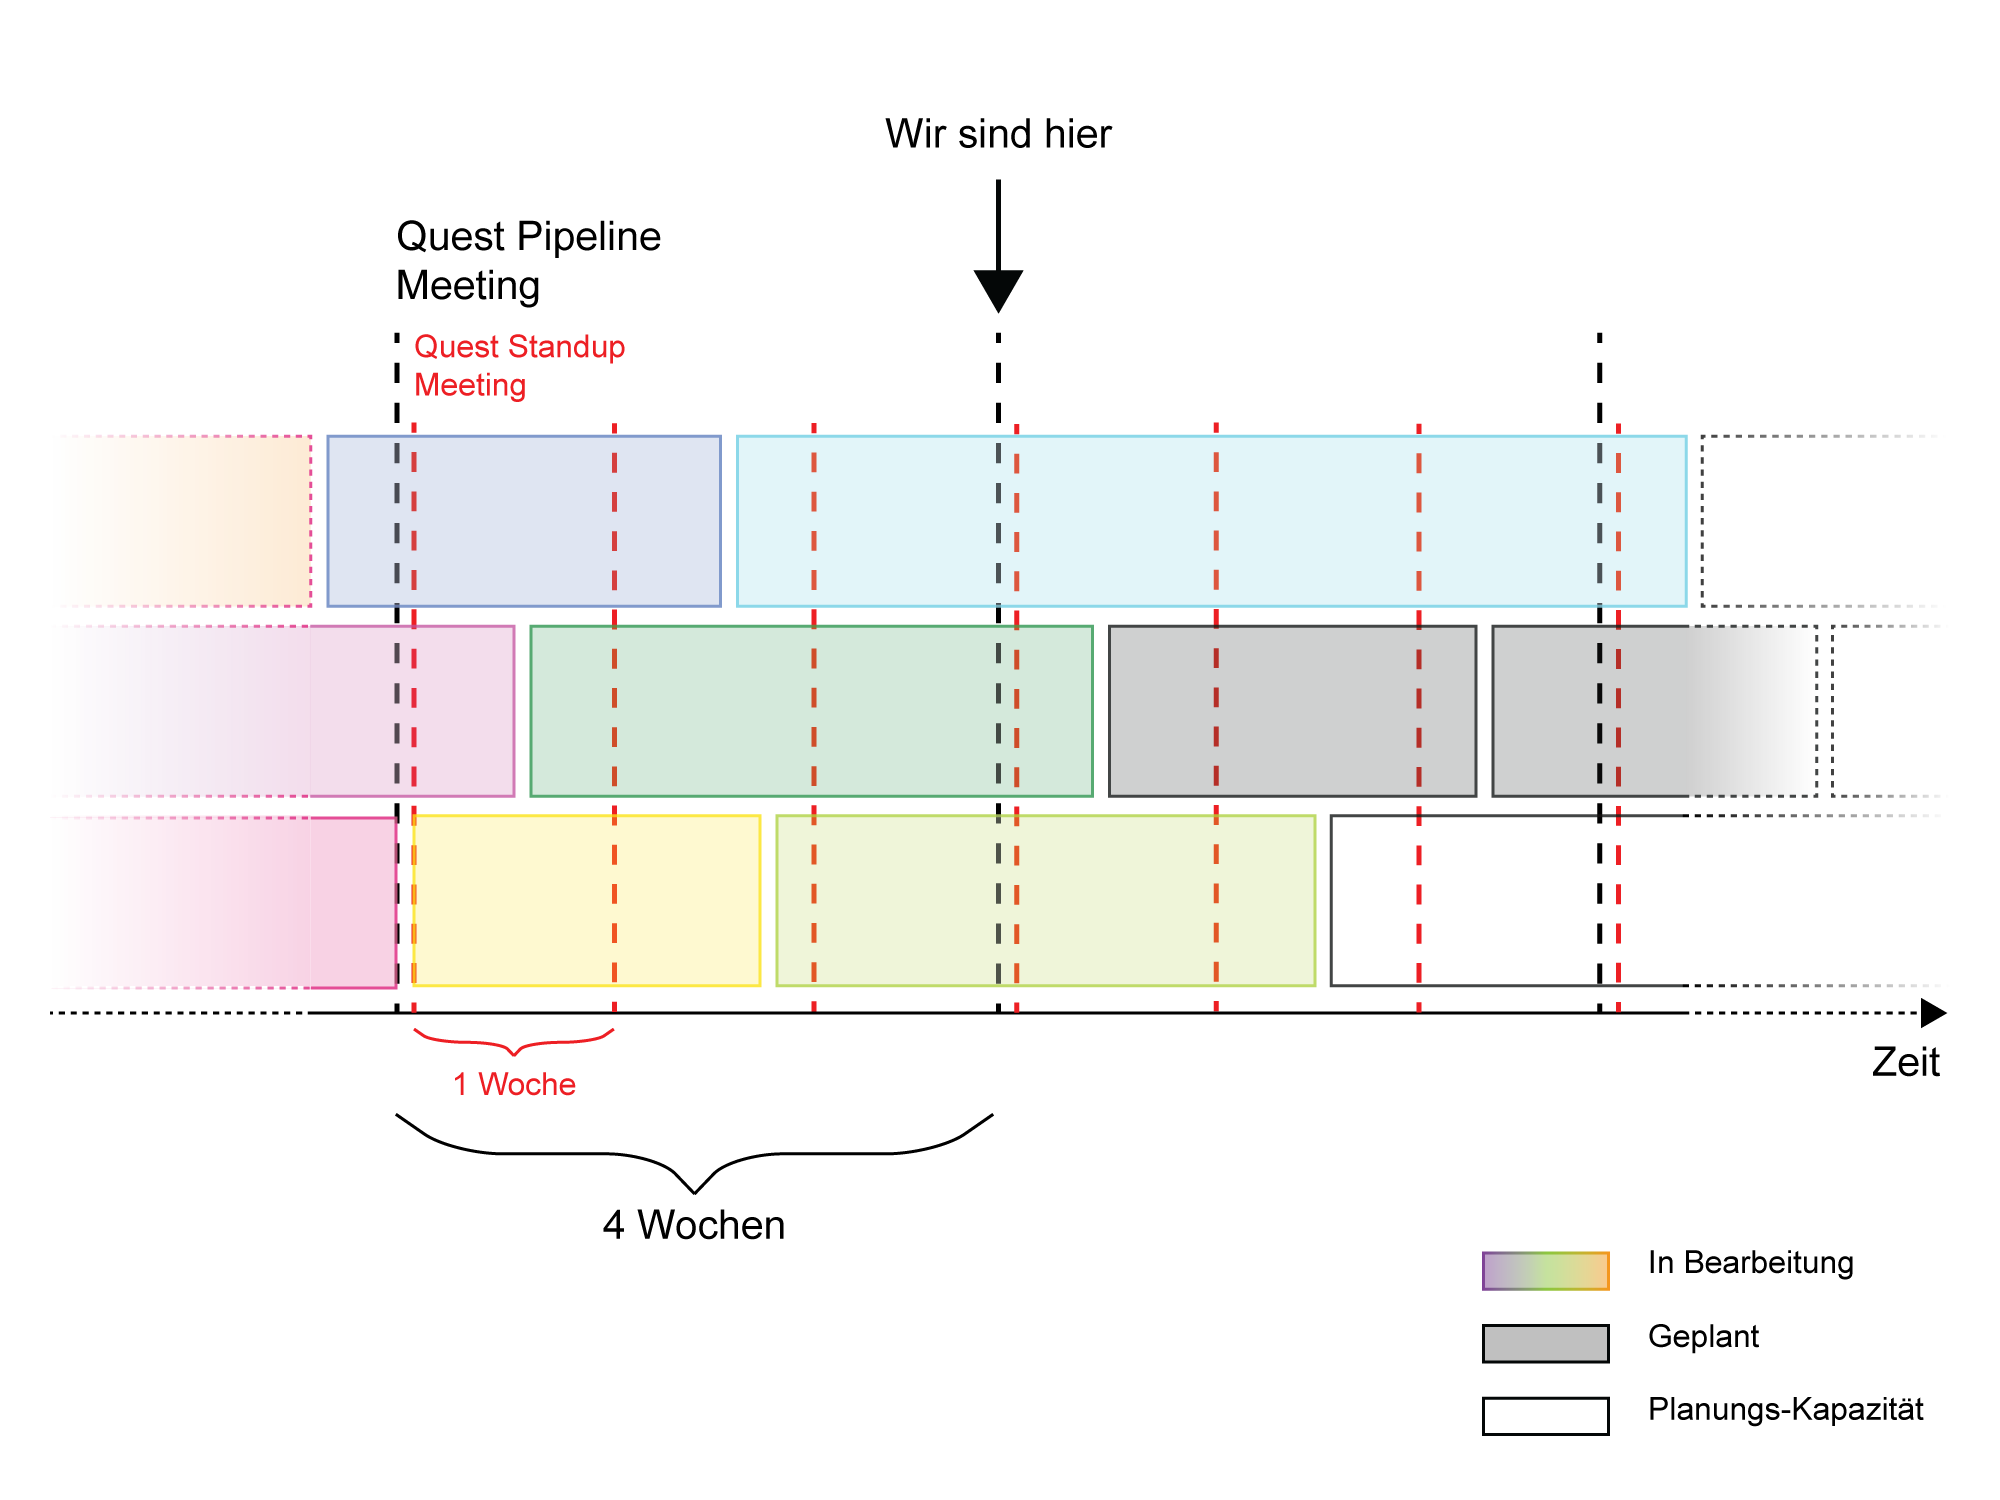 Wir sind hier
Quest Pipeline
Meeting
Quest Standup
Meeting
Zeit
1 Woche
4 Wochen
In Bearbeitung
Geplant
Planungs-Kapazität